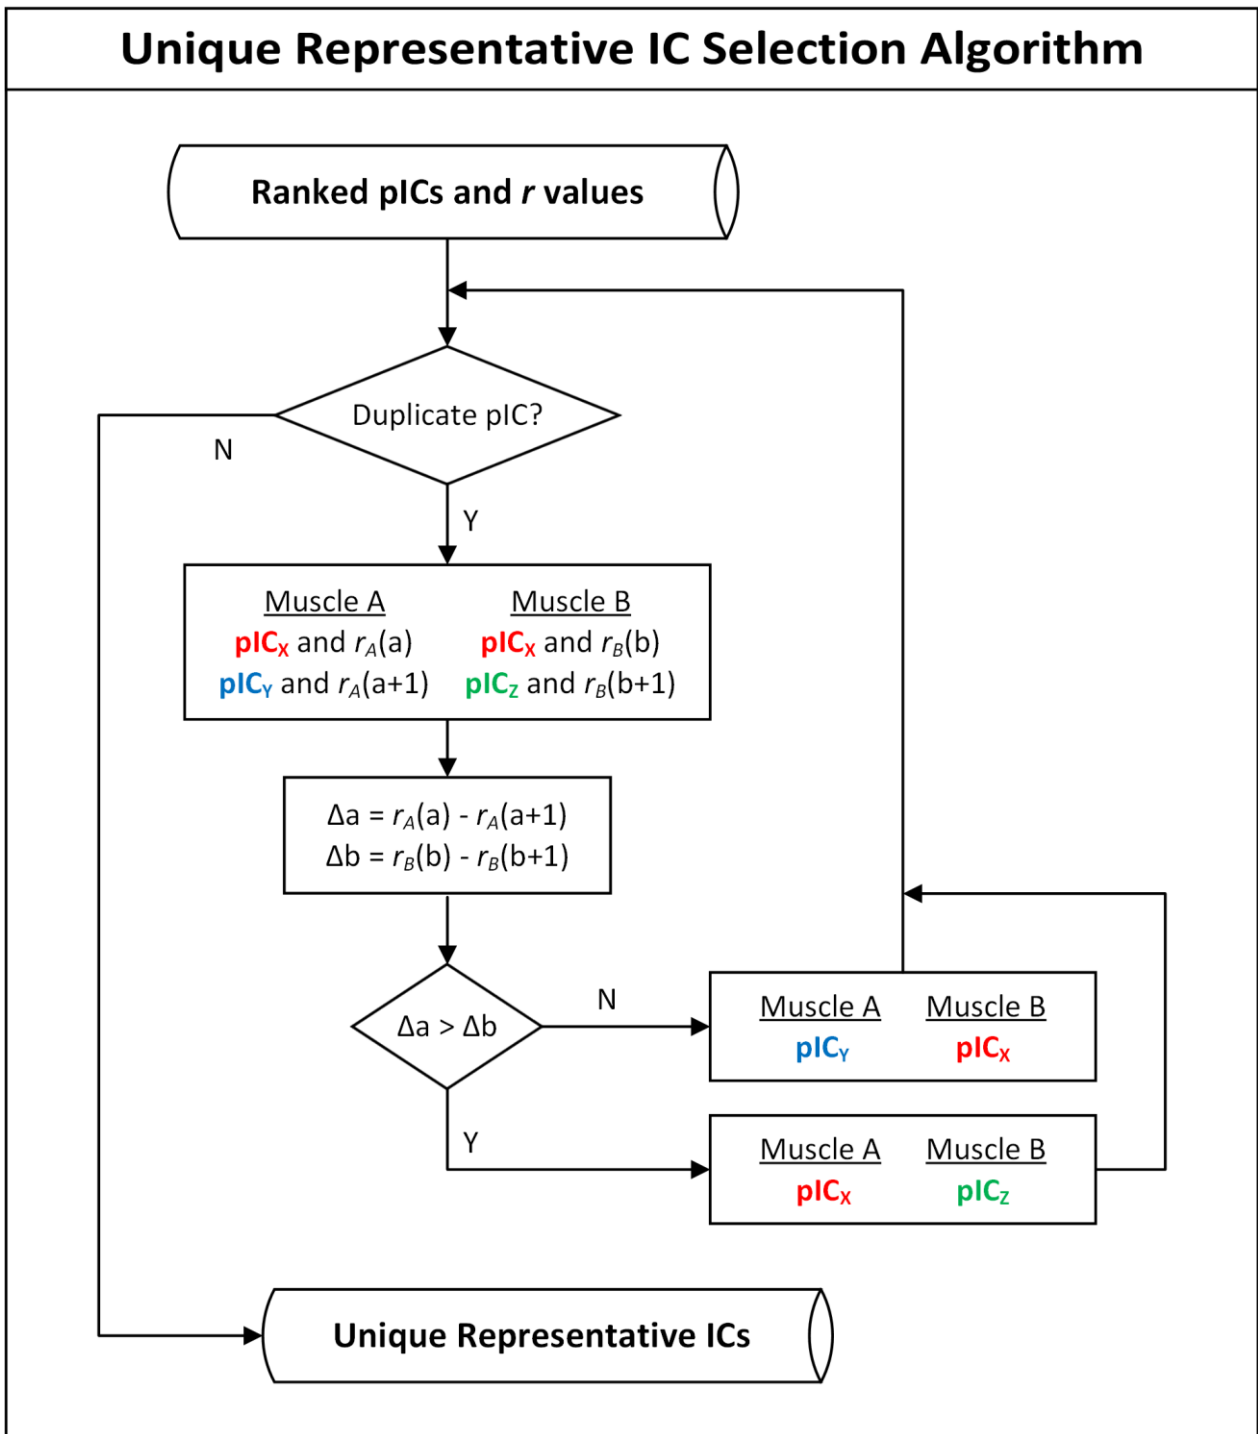 Unique Representative IC Selection Algorithm
Ranked pICs and r values
Duplicate pIC?
N
Y
Muscle A Muscle B
pICX and rA(a) pICX and rB(b)
pICY and rA(a+1) pICZ and rB(b+1)
Δa = rA(a) - rA(a+1)
Δb = rB(b) - rB(b+1)
Δa > Δb
N
Muscle A Muscle B
pICY pICX
Y
Muscle A Muscle B
pICX pICZ
Unique Representative ICs